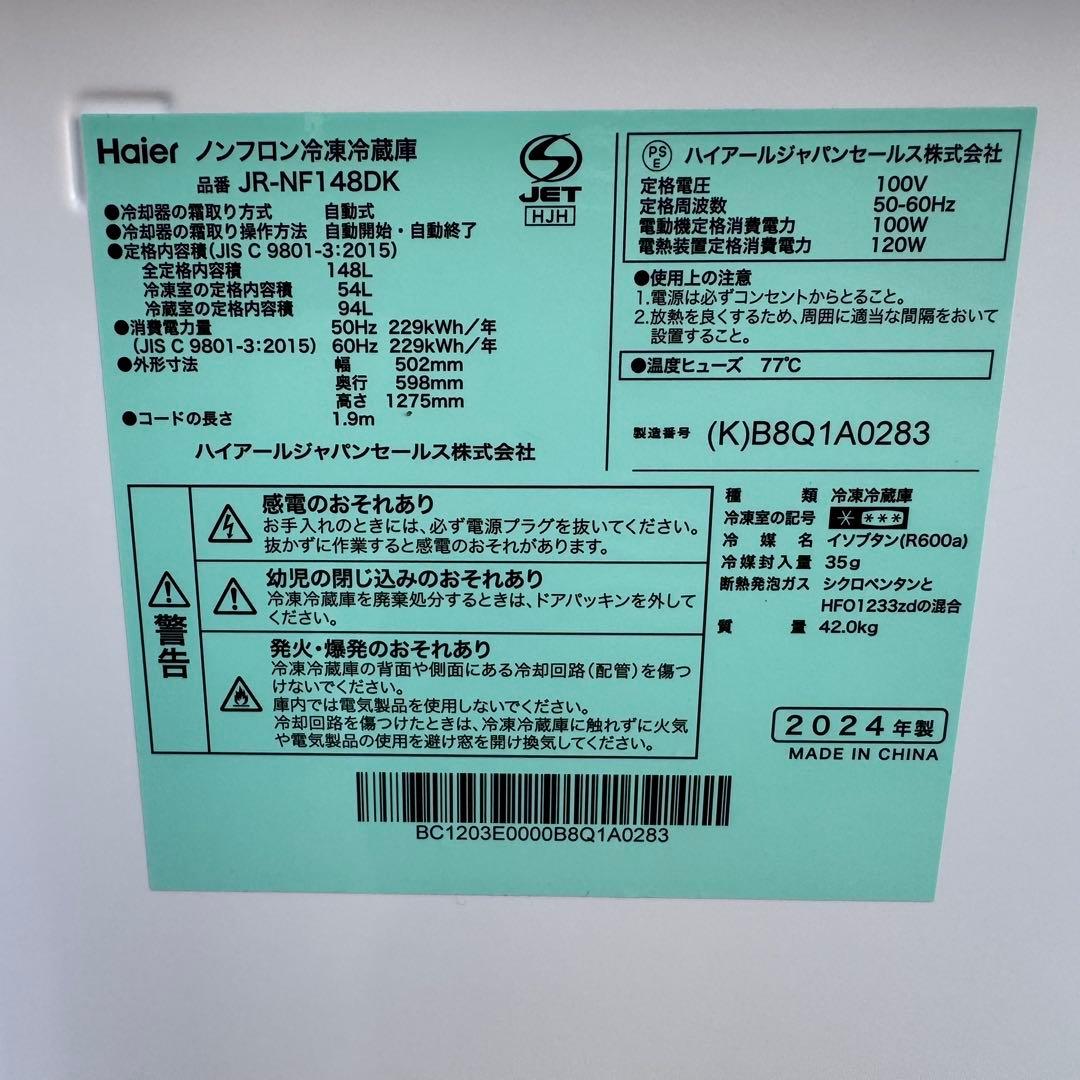 Haier ノンフロン冷凍冷蔵庫
品番 JR-NF148DK
●冷却器の霜取り方式 自動式
●冷却器の霜取り操作方法 自動開始・自動終了
●定格内容積(JIS C 9801-3:2015)
全定格内容積 148L
冷凍室の定格内容積 54L
冷蔵室の定格内容積 94L
●消費電力量 50Hz 229kWh/年
(JIS C 9801-3:2015) 60Hz 229kWh/年
●外形寸法 幅 502mm
奥行 598mm
高さ 1275mm
●コードの長さ 1.9m
ハイアールジャパンセールス株式会社
S
JET
HJH
PSE ハイアールジャパンセールス株式会社
定格電圧 100V
定格周波数 50-60Hz
電動機定格消費電力 100W
電熱装置定格消費電力 120W
●使用上の注意
1.電源は必ずコンセントからとること。
2.放熱を良くするため、周囲に適当な間隔をおいて
設置すること。
●温度ヒューズ 77℃
製造番号 (K)B8Q1A0283
警告
感電のおそれあり
お手入れのときには、必ず電源プラグを抜いてください。
抜かずに作業すると感電のおそれがあります。
幼児の閉じ込みのおそれあり
冷凍冷蔵庫を廃棄処分するときは、ドアパッキンを外して
ください。
発火・爆発のおそれあり
冷凍冷蔵庫の背面や側面にある冷却回路(配管)を傷つ
けないでください。
庫内では電気製品を使用しないでください。
冷却回路を傷つけたときは、冷凍冷蔵庫に触れずに火気
や電気製品の使用を避け窓を開け換気してください。
種類 冷凍冷蔵庫
冷凍室の記号 * ***
冷媒名 イソブタン(R600a)
冷媒封入量 35g
断熱発泡ガス シクロペンタンと
HFO1233zdの混合
質量 42.0kg
2024年製
MADE IN CHINA
BC1203E0000B8Q1A0283